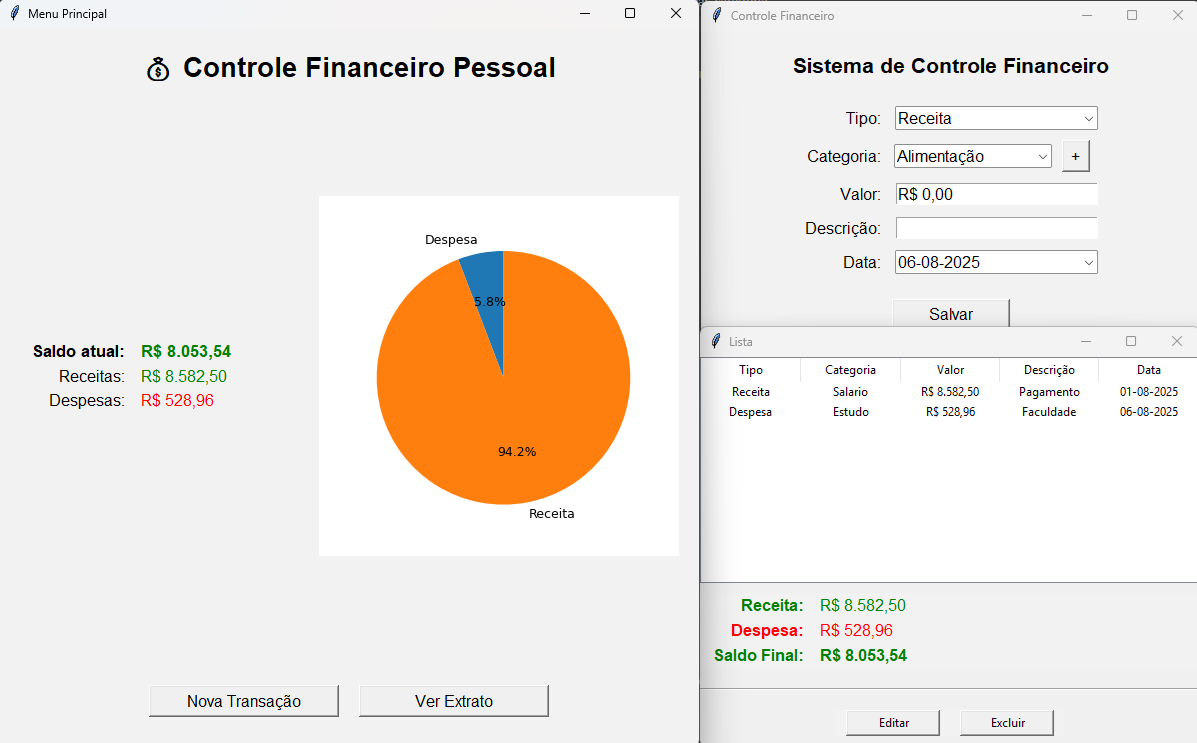 Menu Principal
Controle Financeiro Pessoal
Despesa
5.8%
94.2%
Receita
Saldo atual: R$ 8.053,54
Receitas: R$ 8.582,50
Despesas: R$ 528,96
Nova Transação Ver Extrato
Controle Financeiro
Sistema de Controle Financeiro
Tipo: Receita
Categoria: Alimentação +
Valor: R$ 0,00
Descrição:
Data: 06-08-2025
Salvar
Lista
Tipo Categoria Valor Descrição Data
Receita Salario R$ 8.582,50 Pagamento 01-08-2025
Despesa Estudo R$ 528,96 Faculdade 06-08-2025
Receita: R$ 8.582,50
Despesa: R$ 528,96
Saldo Final: R$ 8.053,54
Editar Excluir